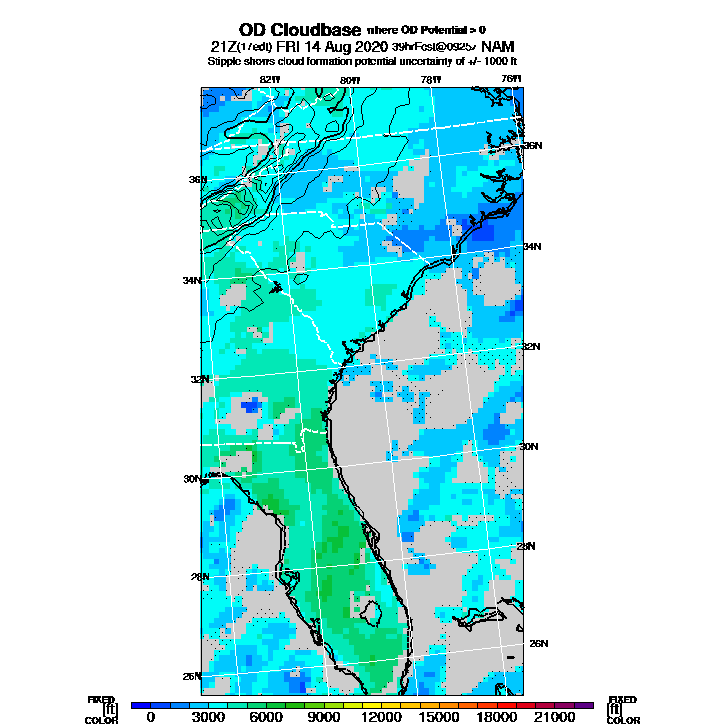 OD Cloudbase where OD Potential > 0
21Z(17edt) FRI 14 Aug 2020 39hrFcst@0925z NAM
Stipple shows cloud formation potential uncertainty of +/- 1000 ft
82W 80W 78W 76W
36N 36N
34N 34N
32N 32N
30N 30N
28N 28N
26N 26N
FIXED FIXED
[ft] [ft]
COLOR COLOR
0 3000 6000 9000 12000 15000 18000 21000